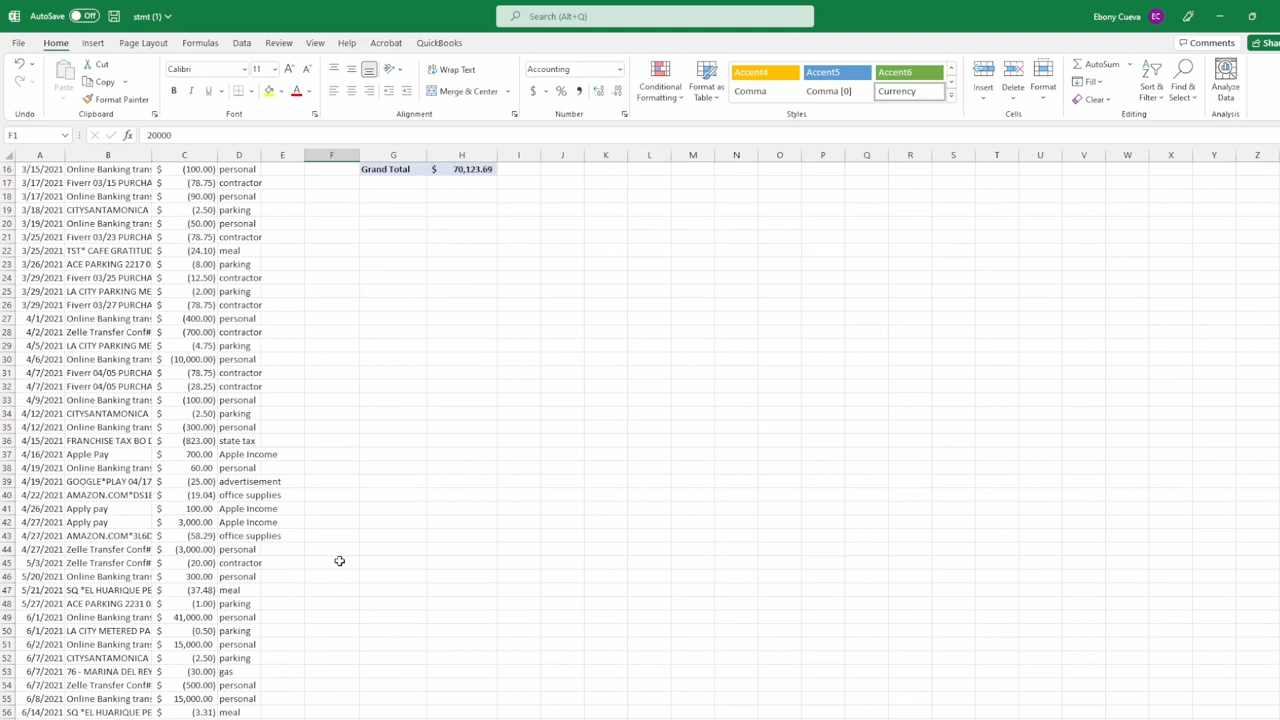 AutoSave Off stmt (1) Search (Alt+Q) Ebony Cueva EC
File Home Insert Page Layout Formulas Data Review View Help Acrobat QuickBooks Comments
Cut Calibri 11 Wrap Text Accounting Accent4 Accent5 Accent6 AutoSum
Copy Fill
Paste Format Painter Merge & Center $ % Conditional Formatting Format as Table Comma Comma [0] Currency Insert Delete Format Clear Sort & Filter Find & Select Analyze Data
Undo Clipboard Font Alignment Number Styles Cells Editing Analysis
F1 fx 20000
A B C D E F G H I J K L M N O P Q R S T U V W X Y Z
16 3/15/2021 Online Banking trans $ (100.00) personal Grand Total $ 70,123.69
17 3/17/2021 Fiverr 03/15 PURCHA $ (78.75) contractor
18 3/17/2021 Online Banking trans $ (90.00) personal
19 3/18/2021 CITYSANTAMONICA $ (2.50) parking
20 3/19/2021 Online Banking trans $ (50.00) personal
21 3/25/2021 Fiverr 03/23 PURCHA $ (78.75) contractor
22 3/25/2021 TST* CAFE GRATITUD $ (24.10) meal
23 3/26/2021 ACE PARKING 2217 0 $ (8.00) parking
24 3/29/2021 Fiverr 03/25 PURCHA $ (12.50) contractor
25 3/29/2021 LA CITY PARKING ME $ (2.00) parking
26 3/29/2021 Fiverr 03/27 PURCHA $ (78.75) contractor
27 4/1/2021 Online Banking trans $ (400.00) personal
28 4/2/2021 Zelle Transfer Conf# $ (700.00) contractor
29 4/5/2021 LA CITY PARKING ME $ (4.75) parking
30 4/6/2021 Online Banking trans $ (10,000.00) personal
31 4/7/2021 Fiverr 04/05 PURCHA $ (78.75) contractor
32 4/7/2021 Fiverr 04/05 PURCHA $ (28.25) contractor
33 4/9/2021 Online Banking trans $ (100.00) personal
34 4/12/2021 CITYSANTAMONICA $ (2.50) parking
35 4/12/2021 Online Banking trans $ (300.00) personal
36 4/15/2021 FRANCHISE TAX BO D $ (823.00) state tax
37 4/16/2021 Apple Pay $ 700.00 Apple Income
38 4/19/2021 Online Banking trans $ 60.00 personal
39 4/19/2021 GOOGLE*PLAY 04/17 $ (25.00) advertisement
40 4/22/2021 AMAZON.COM*DS1E $ (19.04) office supplies
41 4/26/2021 Apply pay $ 100.00 Apple Income
42 4/27/2021 Apply pay $ 3,000.00 Apple Income
43 4/27/2021 AMAZON.COM*3L6D $ (58.29) office supplies
44 4/27/2021 Zelle Transfer Conf# $ (3,000.00) personal
45 5/3/2021 Zelle Transfer Conf# $ (20.00) contractor
46 5/20/2021 Online Banking trans $ 300.00 personal
47 5/21/2021 SQ *EL HUARIQUE PE $ (37.48) meal
48 5/27/2021 ACE PARKING 2231 0 $ (1.00) parking
49 6/1/2021 Online Banking trans $ 41,000.00 personal
50 6/1/2021 LA CITY METERED PA $ (0.50) parking
51 6/2/2021 Online Banking trans $ 15,000.00 personal
52 6/7/2021 CITYSANTAMONICA $ (2.50) parking
53 6/7/2021 76 - MARINA DEL REY $ (30.00) gas
54 6/7/2021 Zelle Transfer Conf# $ (500.00) personal
55 6/8/2021 Online Banking trans $ 15,000.00 personal
56 6/14/2021 SQ *EL HUARIQUE PE $ (3.31) meal